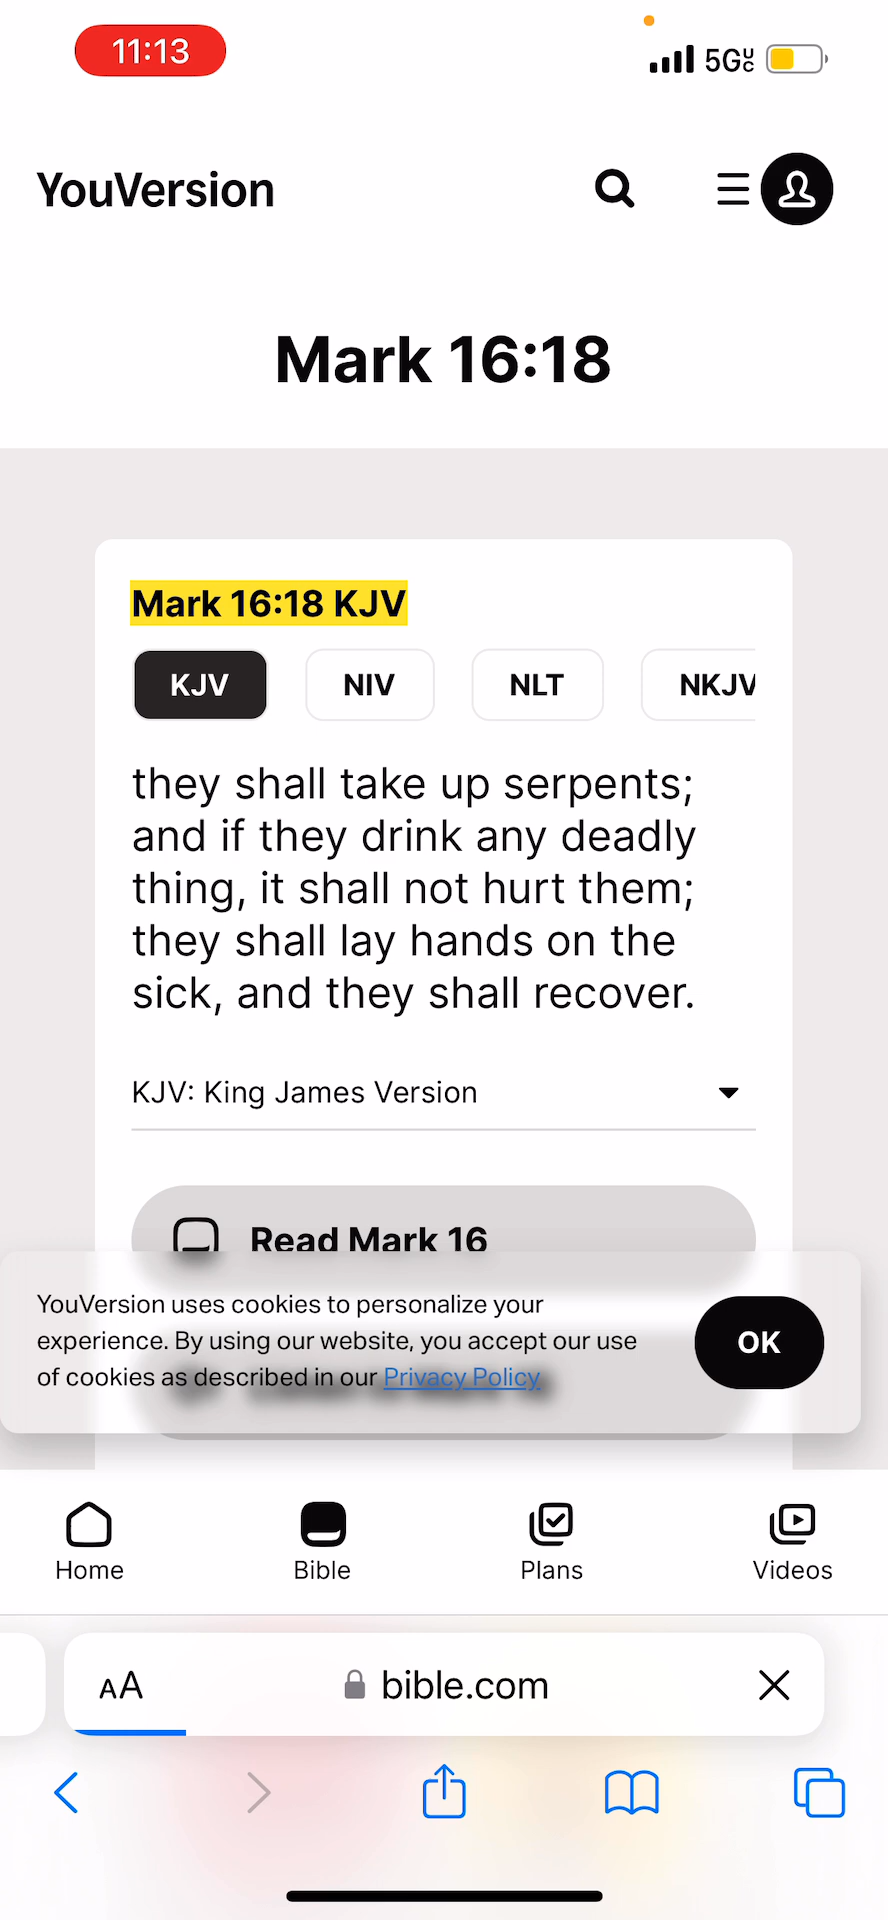 11:13
5GUC
YouVersion
Mark 16:18
Mark 16:18 KJV
KJV NIV NLT NKJV
they shall take up serpents;
and if they drink any deadly
thing, it shall not hurt them;
they shall lay hands on the
sick, and they shall recover.
KJV: King James Version
Read Mark 16
YouVersion uses cookies to personalize your
experience. By using our website, you accept our use
of cookies as described in our Privacy Policy
OK
Home Bible Plans Videos
AA bible.com